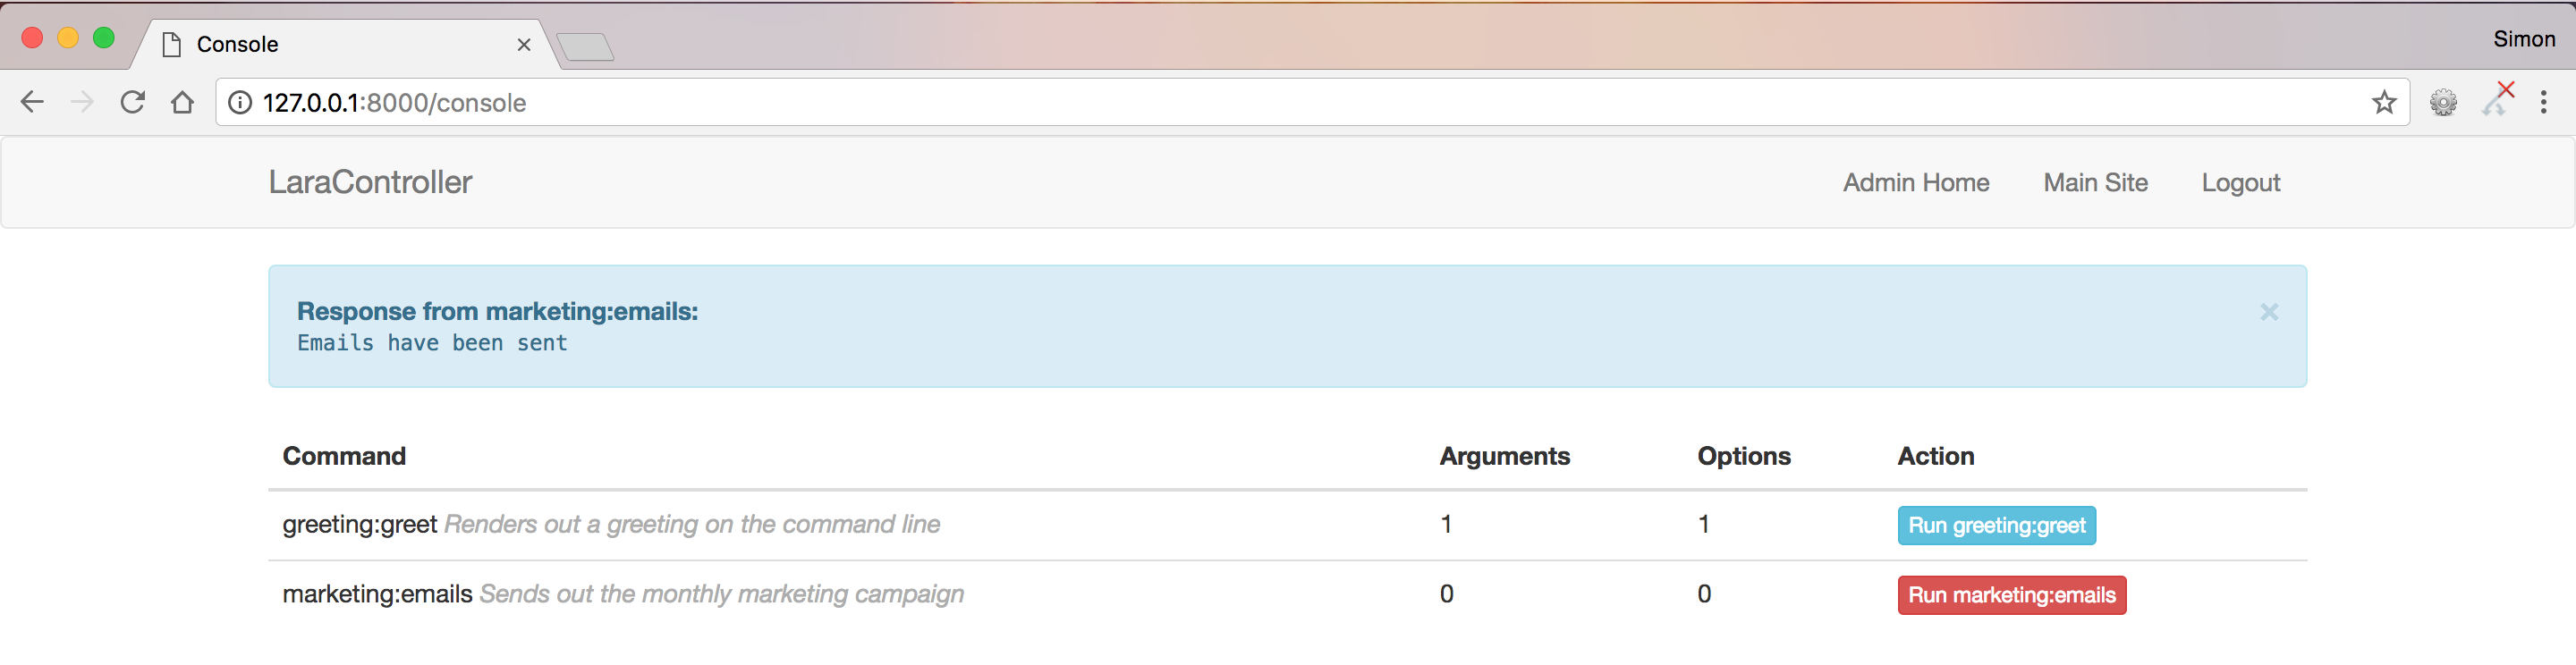 Console
Simon
127.0.0.1:8000/console
LaraController Admin Home Main Site Logout
Response from marketing:emails:
Emails have been sent
Command Arguments Options Action
greeting:greet Renders out a greeting on the command line 1 1 Run greeting:greet
marketing:emails Sends out the monthly marketing campaign 0 0 Run marketing:emails